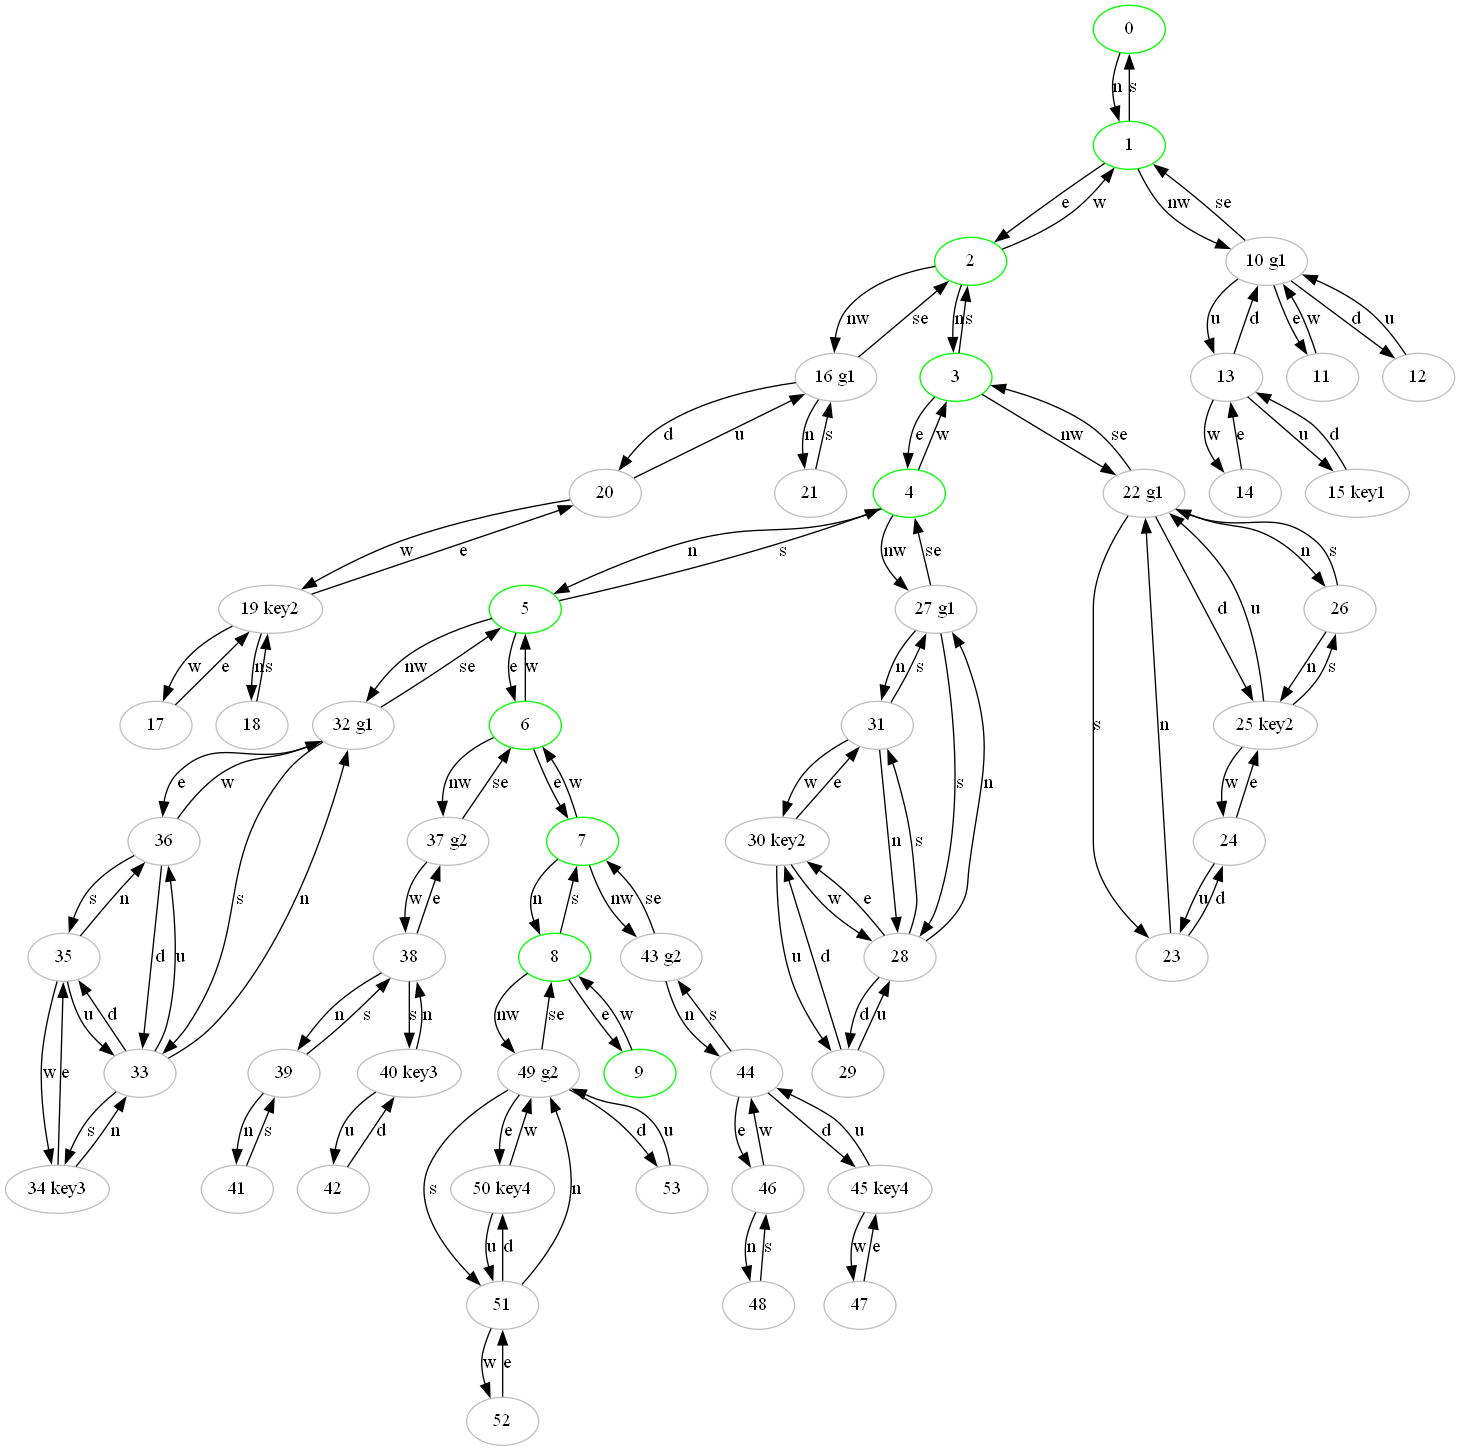 0
n s
1
e w nw se
2 10 g1
nw se n s u d e w d u
16 g1 3 13 11 12
d u n s e w nw se w e u d
20 21 4 22 g1 14 15 key1
w e n s nw se n s
19 key2 5 27 g1 26
w e n s nw se e w n s d u n s
17 18 32 g1 6 31 25 key2
e w nw se e w w e s n s n w e
36 37 g2 7 30 key2 24
s n d u s n w e n s nw se n s w e u d
35 38 8 43 g2 28 23
w e u d n s s n nw se e w n s u d d u
33 39 40 key3 49 g2 9 44 29
s n n s u d s e w n d u e w d u
34 key3 41 42 50 key4 53 46 45 key4
u d n s w e
51 48 47
w e
52